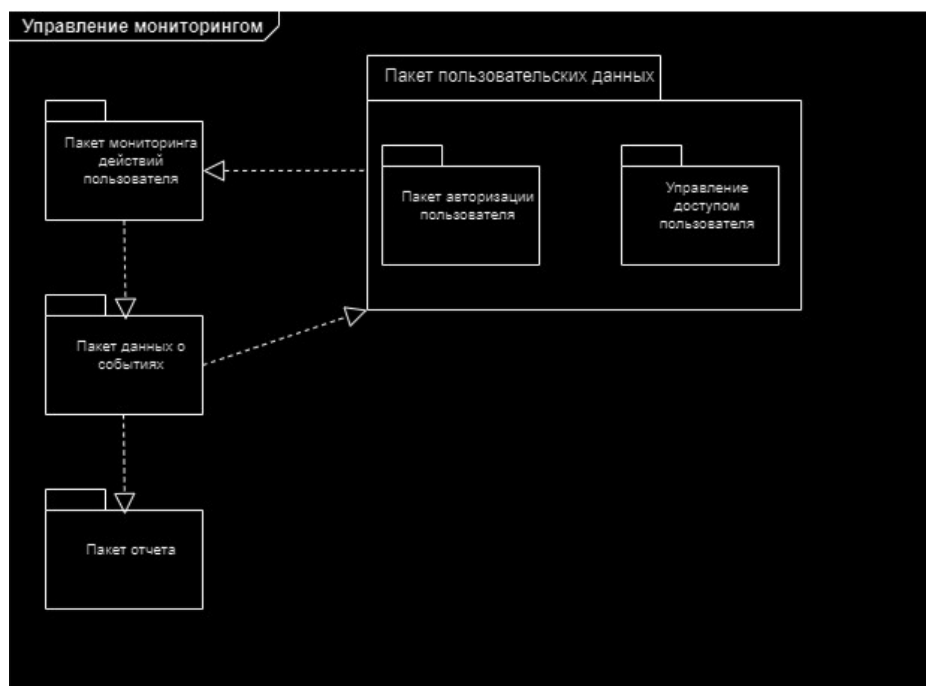 Управление мониторингом
Пакет пользовательских данных
Пакет мониторинга
действий
пользователя
Пакет авторизации
пользователя
Управление
доступом
пользователя
Пакет данных о
событиях
Пакет отчета